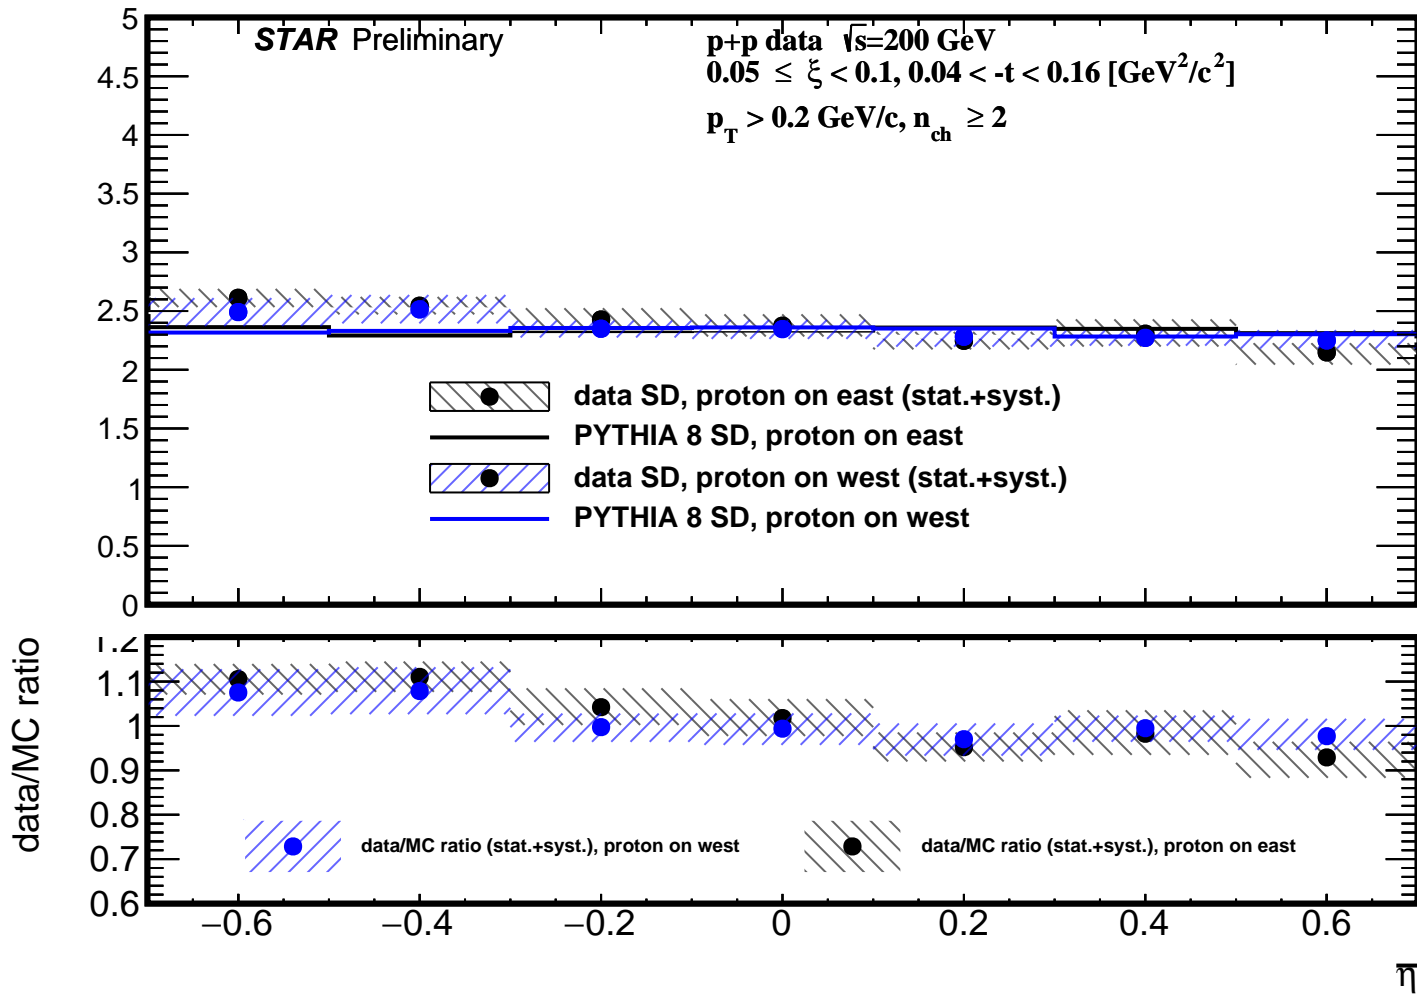 STAR Preliminary
p+p data √s=200 GeV
0.05 ≤ ξ < 0.1, 0.04 < -t < 0.16 [GeV²/c²]
p_T > 0.2 GeV/c, n_ch ≥ 2
5
4.5
4
3.5
3
2.5
2
1.5
1
0.5
0
data SD, proton on east (stat.+syst.)
PYTHIA 8 SD, proton on east
data SD, proton on west (stat.+syst.)
PYTHIA 8 SD, proton on west
data/MC ratio
1.2
1.1
1
0.9
0.8
0.7
0.6
data/MC ratio (stat.+syst.), proton on west
data/MC ratio (stat.+syst.), proton on east
−0.6 −0.4 −0.2 0 0.2 0.4 0.6
η̄